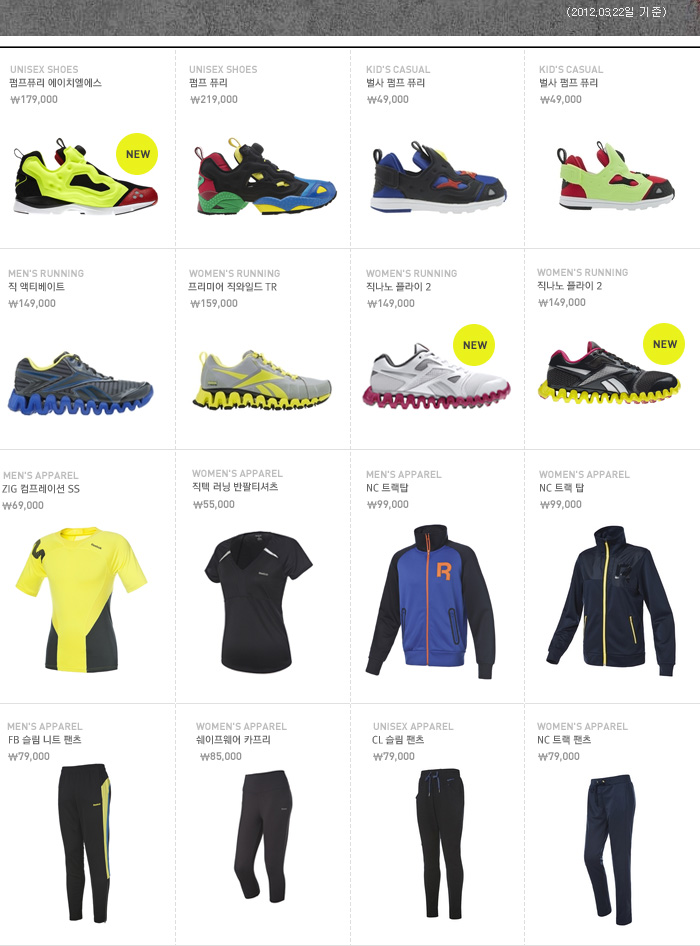 (2012.03.22일 기준)
UNISEX SHOES
펌프퓨리 에이치엘에스
₩179,000
NEW
UNISEX SHOES
펌프 퓨리
₩219,000
KID'S CASUAL
벌사 펌프 퓨리
₩49,000
KID'S CASUAL
벌사 펌프 퓨리
₩49,000
MEN'S RUNNING
직 액티베이트
₩149,000
WOMEN'S RUNNING
프리미어 직와일드 TR
₩159,000
WOMEN'S RUNNING
직나노 플라이 2
₩149,000
NEW
WOMEN'S RUNNING
직나노 플라이 2
₩149,000
NEW
MEN'S APPAREL
ZIG 컴프레이션 SS
₩69,000
WOMEN'S APPAREL
직텍 러닝 반팔티셔츠
₩55,000
MEN'S APPAREL
NC 트랙탑
₩99,000
R
WOMEN'S APPAREL
NC 트랙 탑
₩99,000
MEN'S APPAREL
FB 슬림 니트 팬츠
₩79,000
WOMEN'S APPAREL
쉐이프웨어 카프리
₩85,000
UNISEX APPAREL
CL 슬림 팬츠
₩79,000
WOMEN'S APPAREL
NC 트랙 팬츠
₩79,000